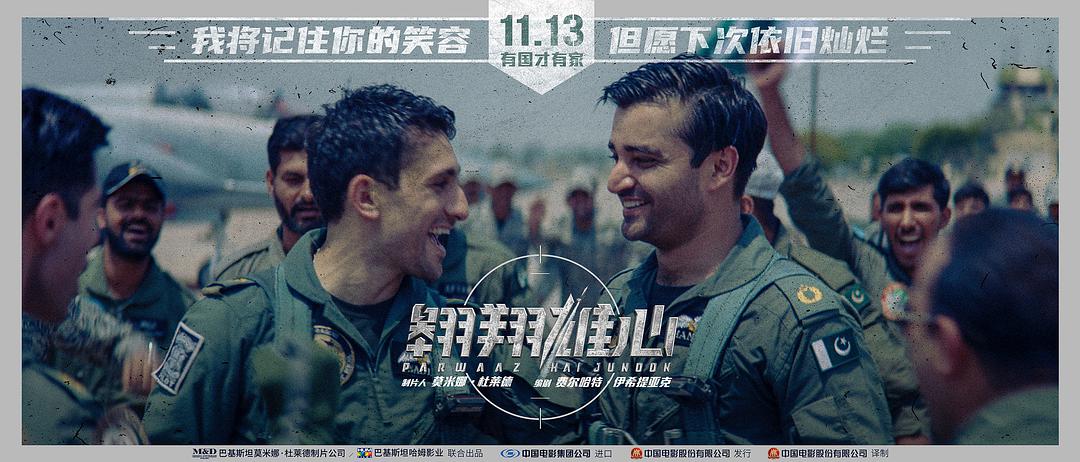 我将记住你的笑容
11.13
有国才有家
但愿下次依旧灿烂
翱翔雄心
PARWAAZ HAI JUNOON
制片人 莫米娜·杜莱德 编剧 费尔哈特/伊希提亚克
M&D 巴基斯坦莫米娜·杜莱德制片公司 / 巴基斯坦哈姆影业 联合出品 中国电影集团公司 进口 中国电影股份有限公司 发行 中国电影股份有限公司 译制